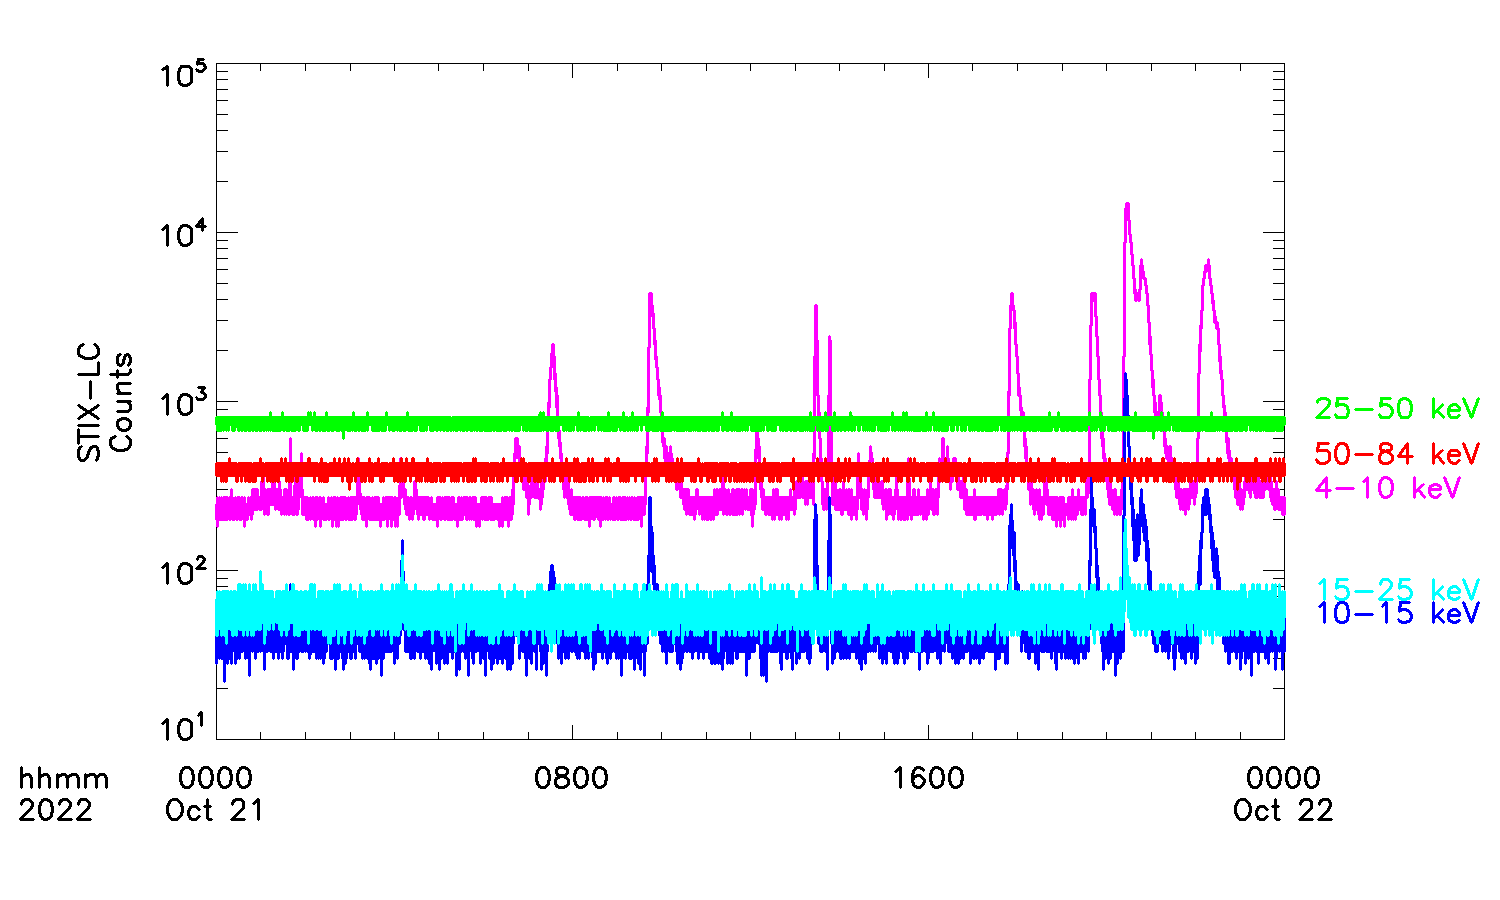 10^5
10^4
10^3
10^2
10^1
STIX-LC
Counts
25-50 keV
50-84 keV
4-10 keV
15-25 keV
10-15 keV
hhmm 0000 0800 1600 0000
2022 Oct 21 Oct 22